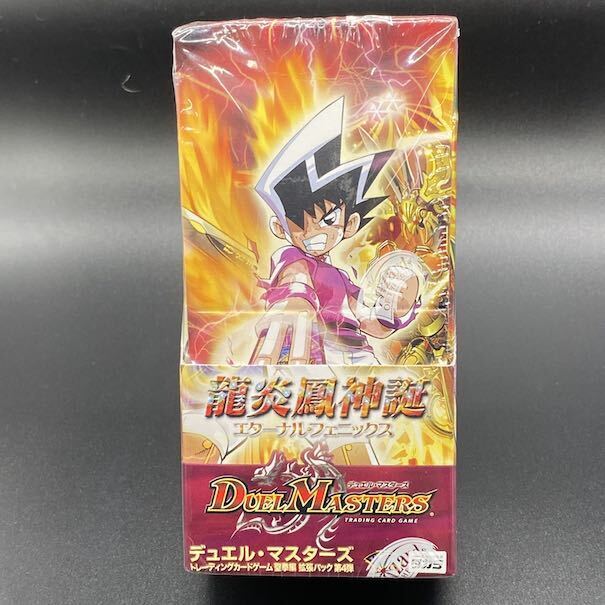 龍炎鳳神誕
エターナル・フェニックス
デュエル・マスターズ
DUEL MASTERS
TRADING CARD GAME
デュエル・マスターズ
トレーディングカードゲーム 聖拳編 拡張パック 第4弾